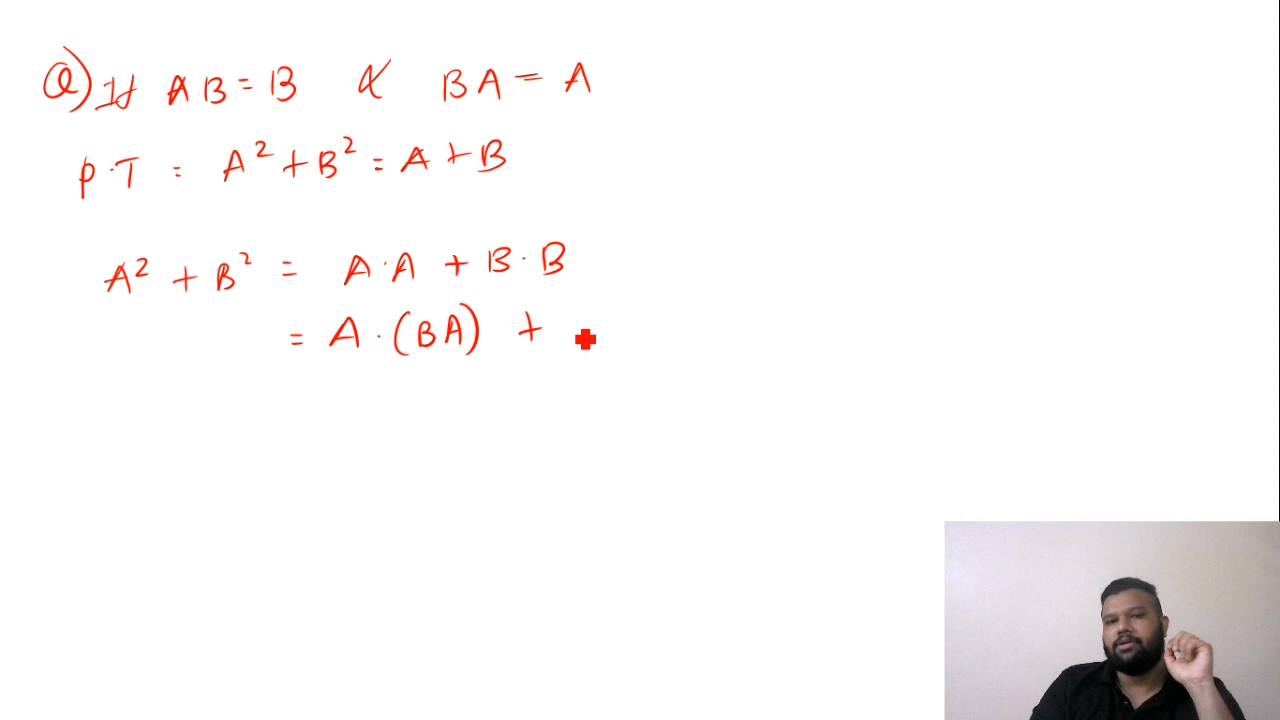 Q) If AB = B & BA = A
P.T = A² + B² = A + B
A² + B² = A·A + B·B
= A·(BA) +